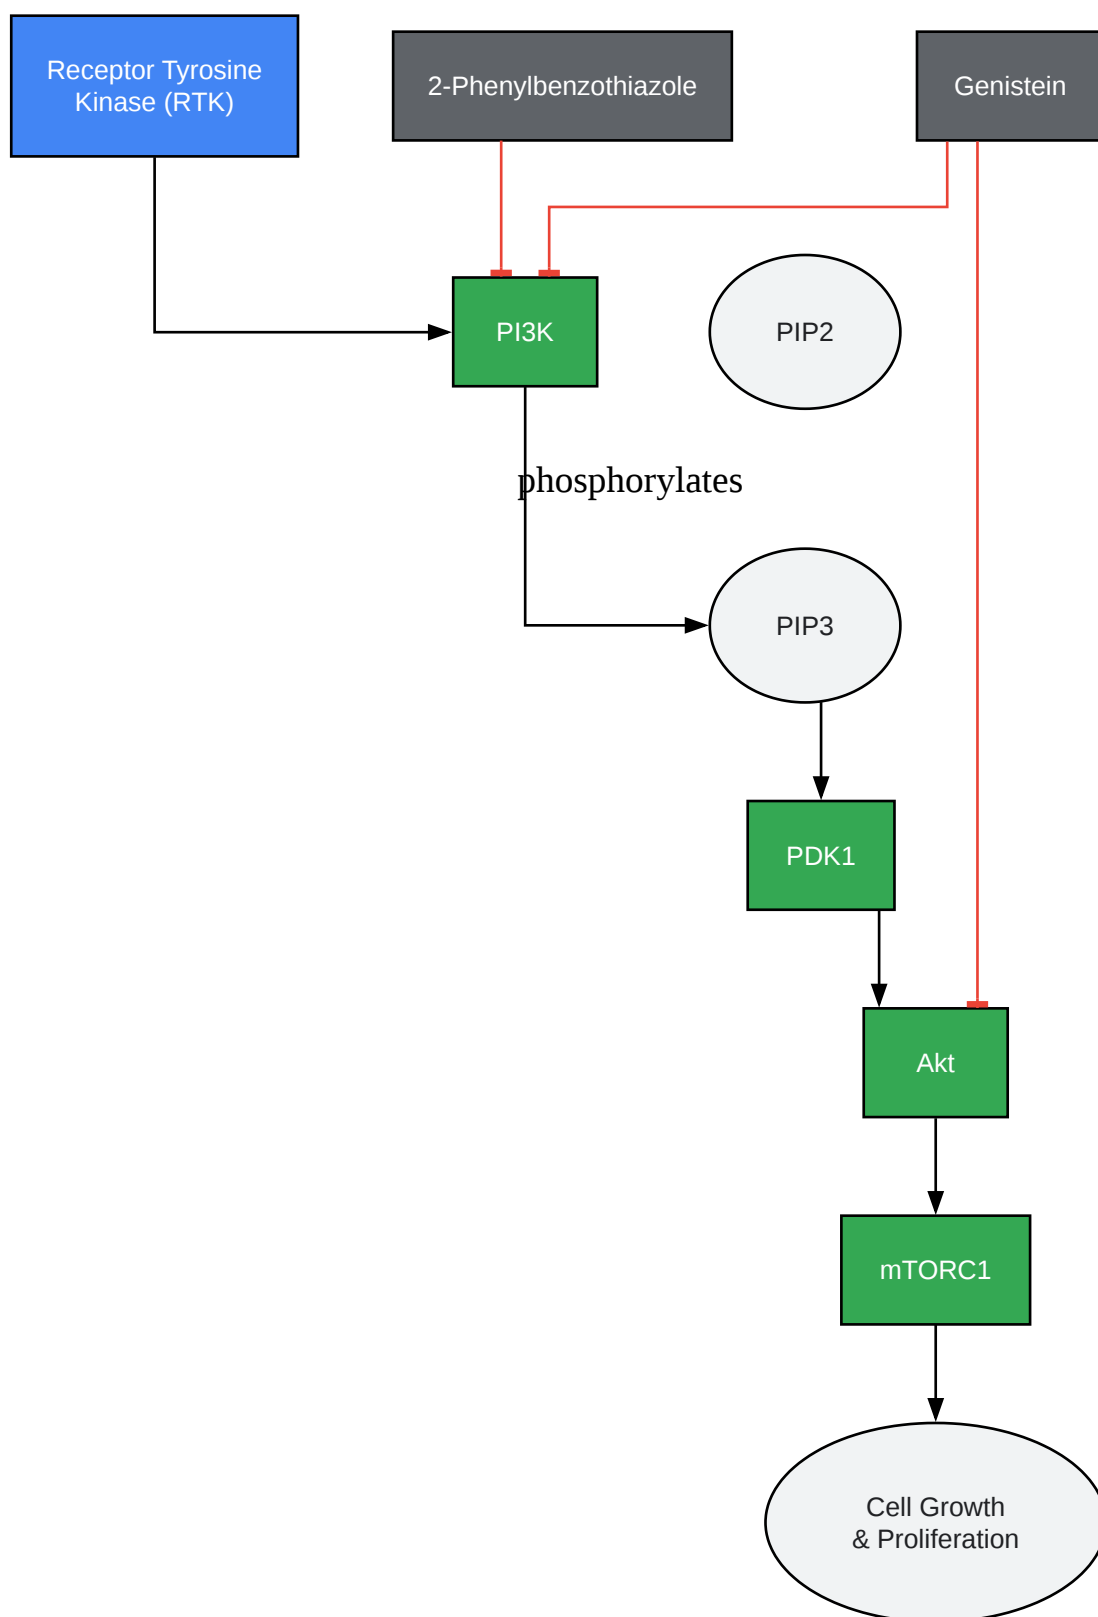 Receptor Tyrosine
Kinase (RTK)
2-Phenylbenzothiazole
Genistein
PI3K
PIP2
phosphorylates
PIP3
PDK1
Akt
mTORC1
Cell Growth
& Proliferation